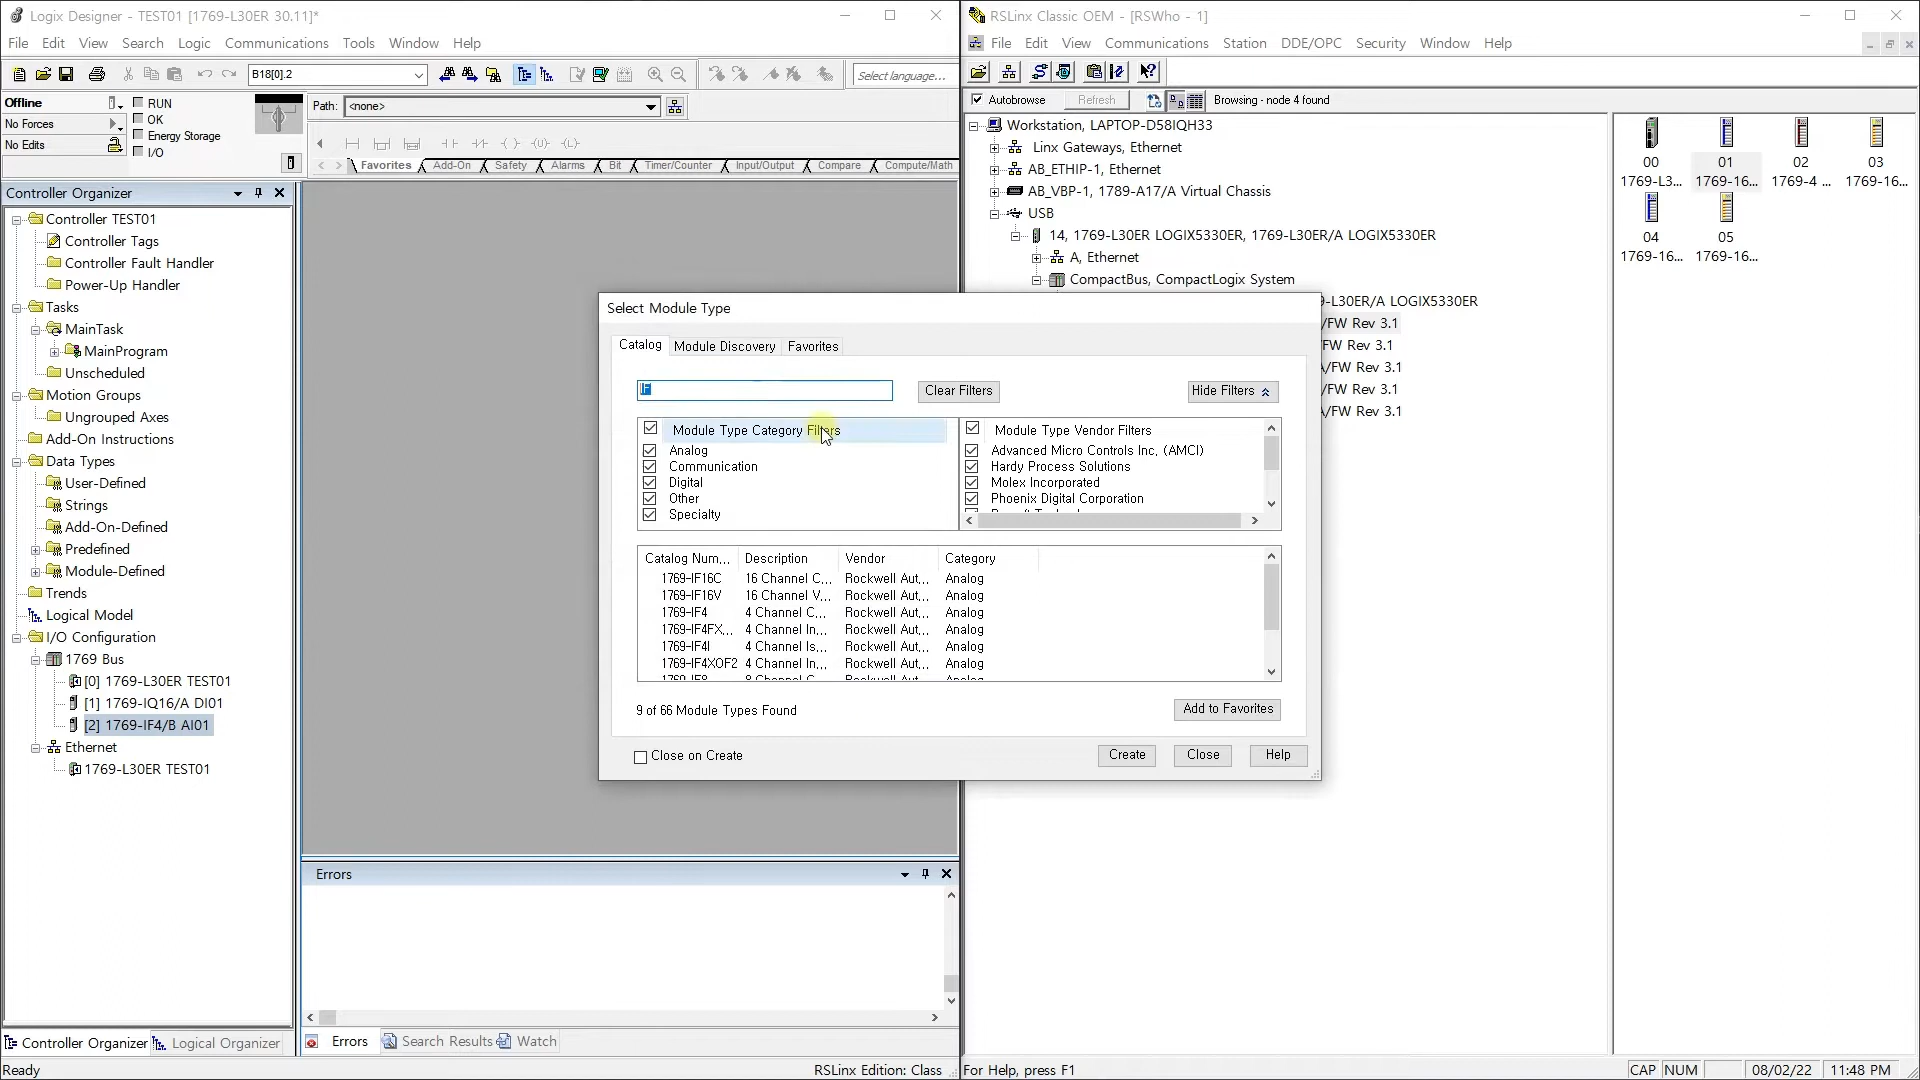 Logix Designer - TEST01 [1769-L30ER 30.11]*
File Edit View Search Logic Communications Tools Window Help
B18[0].2
Select language...
Offline
No Forces
No Edits
RUN
OK
Energy Storage
I/O
Path: <none>
Favorites Add-On Safety Alarms Bit Timer/Counter Input/Output Compare Compute/Math
Controller Organizer
Controller TEST01
Controller Tags
Controller Fault Handler
Power-Up Handler
Tasks
MainTask
MainProgram
Unscheduled
Motion Groups
Ungrouped Axes
Add-On Instructions
Data Types
User-Defined
Strings
Add-On-Defined
Predefined
Module-Defined
Trends
Logical Model
I/O Configuration
1769 Bus
[0] 1769-L30ER TEST01
[1] 1769-IQ16/A DI01
[2] 1769-IF4/B AI01
Ethernet
1769-L30ER TEST01
Controller Organizer Logical Organizer
Errors
Errors Search Results Watch
Ready
RSLinx Edition: Class
Select Module Type
Catalog Module Discovery Favorites
IF
Clear Filters
Hide Filters
Module Type Category Filters
Analog
Communication
Digital
Other
Specialty
Module Type Vendor Filters
Advanced Micro Controls Inc. (AMCI)
Hardy Process Solutions
Molex Incorporated
Phoenix Digital Corporation
Catalog Num... Description Vendor Category
1769-IF16C 16 Channel C... Rockwell Aut... Analog
1769-IF16V 16 Channel V... Rockwell Aut... Analog
1769-IF4 4 Channel C... Rockwell Aut... Analog
1769-IF4FX... 4 Channel In... Rockwell Aut... Analog
1769-IF4I 4 Channel Is... Rockwell Aut... Analog
1769-IF4XOF2 4 Channel In... Rockwell Aut... Analog
1769-IF8 8 Channel C... Rockwell Aut... Analog
9 of 66 Module Types Found
Add to Favorites
Close on Create
Create Close Help
RSLinx Classic OEM - [RSWho - 1]
File Edit View Communications Station DDE/OPC Security Window Help
Autobrowse Refresh Browsing - node 4 found
Workstation, LAPTOP-D58IQH33
Linx Gateways, Ethernet
AB_ETHIP-1, Ethernet
AB_VBP-1, 1789-A17/A Virtual Chassis
USB
14, 1769-L30ER LOGIX5330ER, 1769-L30ER/A LOGIX5330ER
A, Ethernet
CompactBus, CompactLogix System
-L30ER/A LOGIX5330ER
/FW Rev 3.1
FW Rev 3.1
A/FW Rev 3.1
A/FW Rev 3.1
A/FW Rev 3.1
00 01 02 03
1769-L3... 1769-16... 1769-4 ... 1769-16...
04 05
1769-16... 1769-16...
For Help, press F1
CAP NUM 08/02/22 11:48 PM